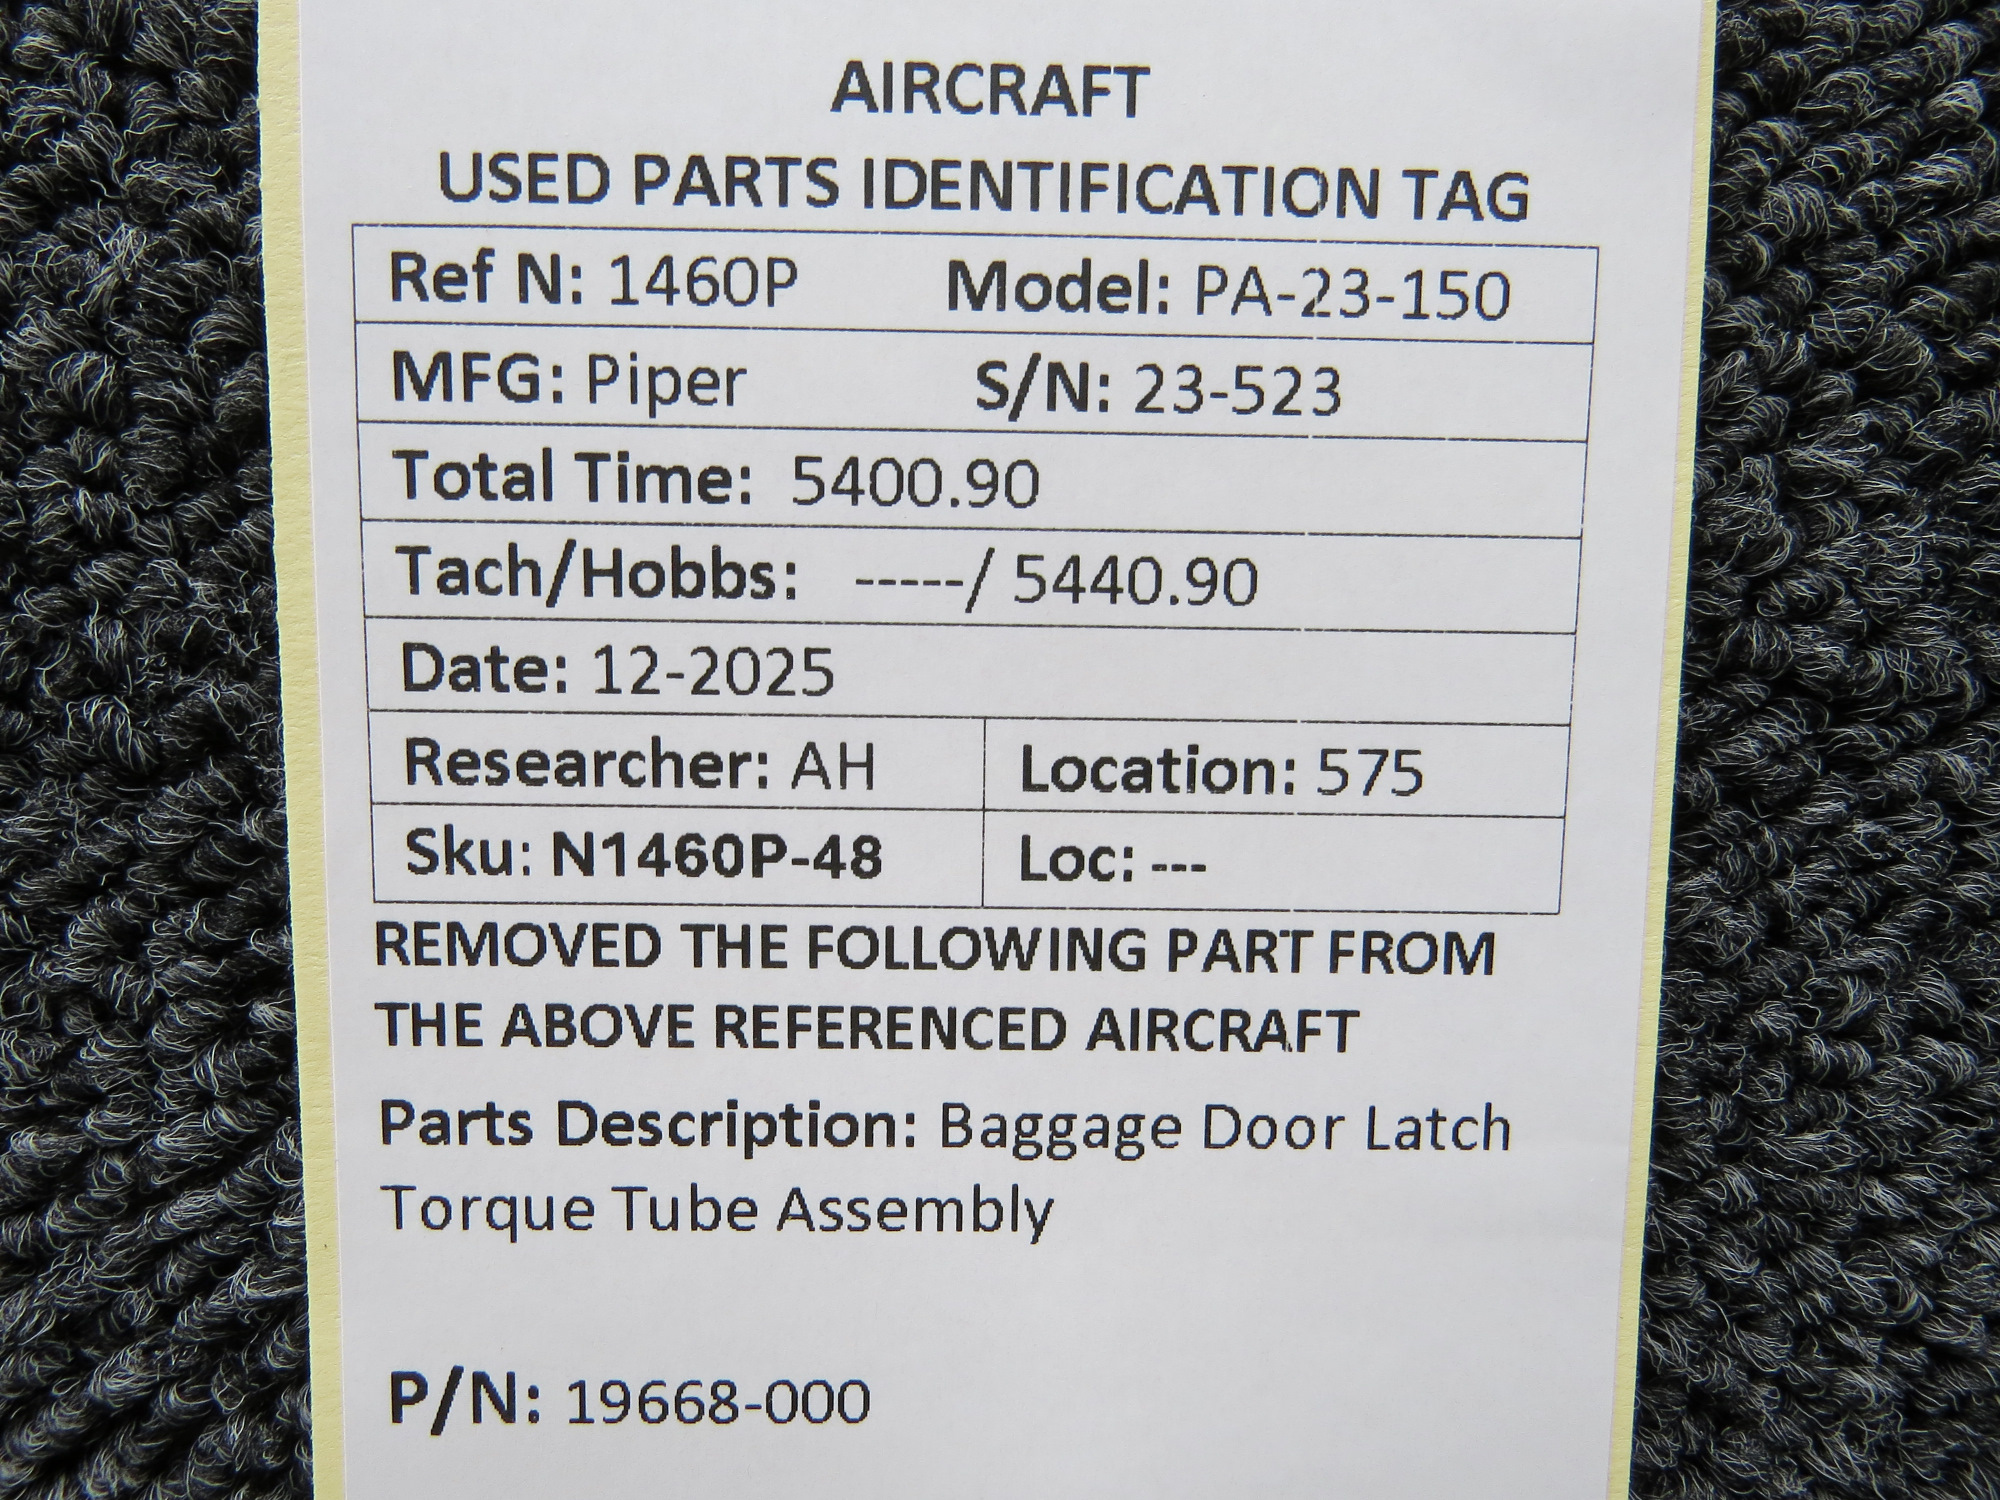 AIRCRAFT
USED PARTS IDENTIFICATION TAG
Ref N: 1460P Model: PA-23-150
MFG: Piper S/N: 23-523
Total Time: 5400.90
Tach/Hobbs: -----/ 5440.90
Date: 12-2025
Researcher: AH Location: 575
Sku: N1460P-48 Loc: ---
REMOVED THE FOLLOWING PART FROM
THE ABOVE REFERENCED AIRCRAFT
Parts Description: Baggage Door Latch
Torque Tube Assembly
P/N: 19668-000